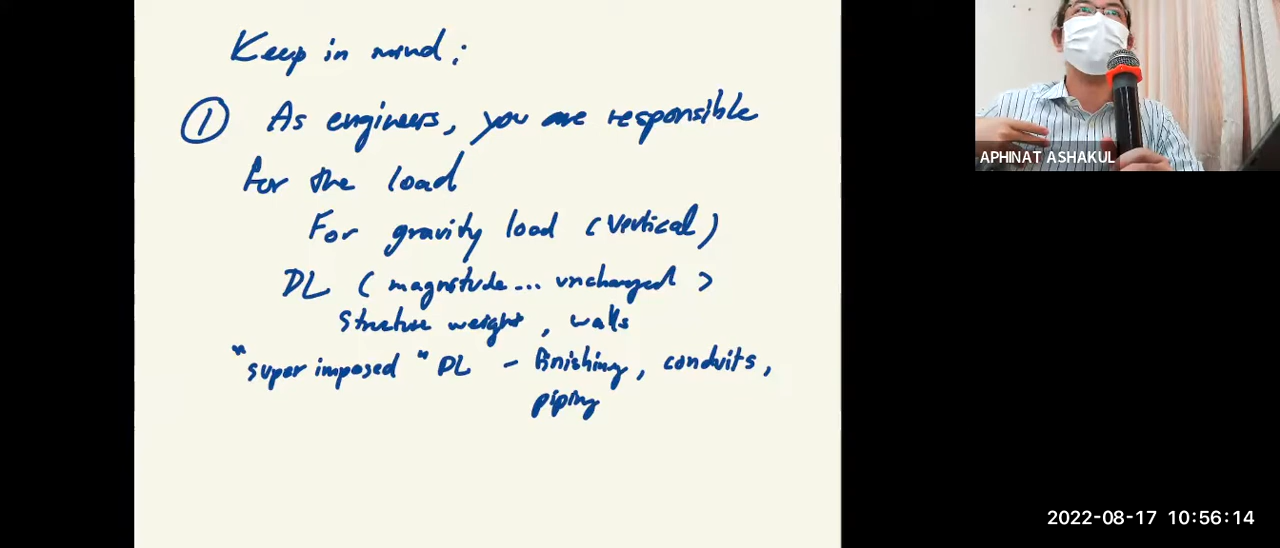 Keep in mind ;
① As engineers, you are responsible
for the load
For gravity load (vertical)
DL ( magnitude... unchanged )
Structure weight , walls
"super imposed" DL - finishing, conduits,
piping
APHINAT ASHAKUL
2022-08-17 10:56:14